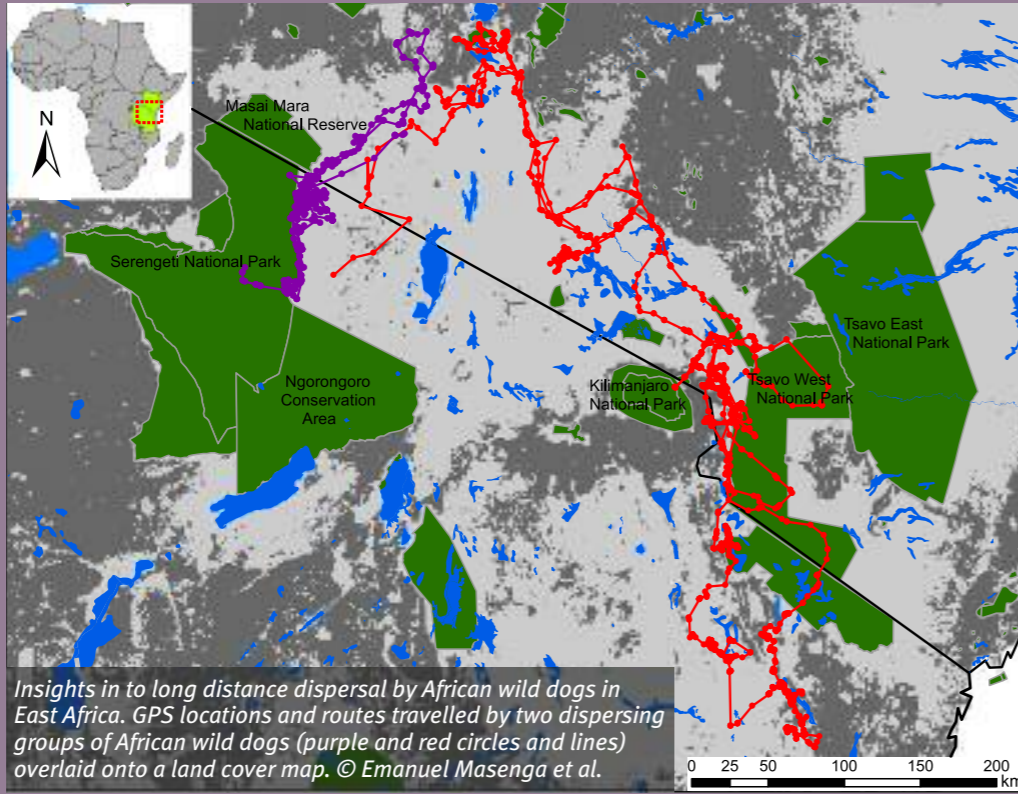 N
Masai Mara
National Reserve
Serengeti National Park
Ngorongoro
Conservation
Area
Kilimanjaro
National Park
Tsavo East
National Park
Tsavo West
National Park
Insights in to long distance dispersal by African wild dogs in
East Africa. GPS locations and routes travelled by two dispersing
groups of African wild dogs (purple and red circles and lines)
overlaid onto a land cover map. © Emanuel Masenga et al.
0 25 50 100 150 200
km